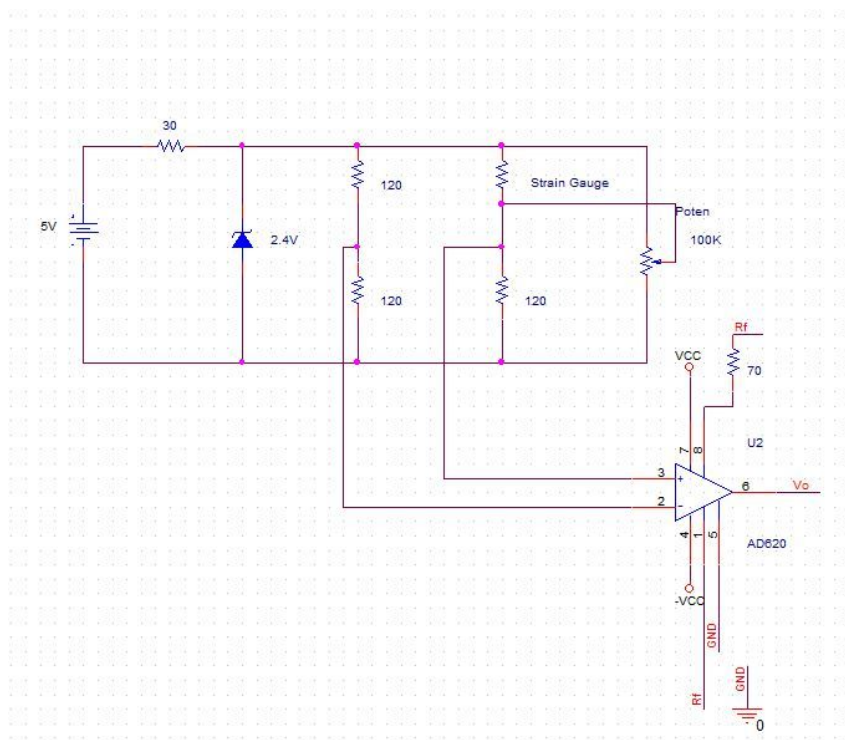 30
5V
2.4V
120
120
Strain Gauge
120
Poten
100K
Rf
70
VCC
7
8
U2
3
+
2
-
6
Vo
4
1
5
AD620
-VCC
GND
Rf
GND
0